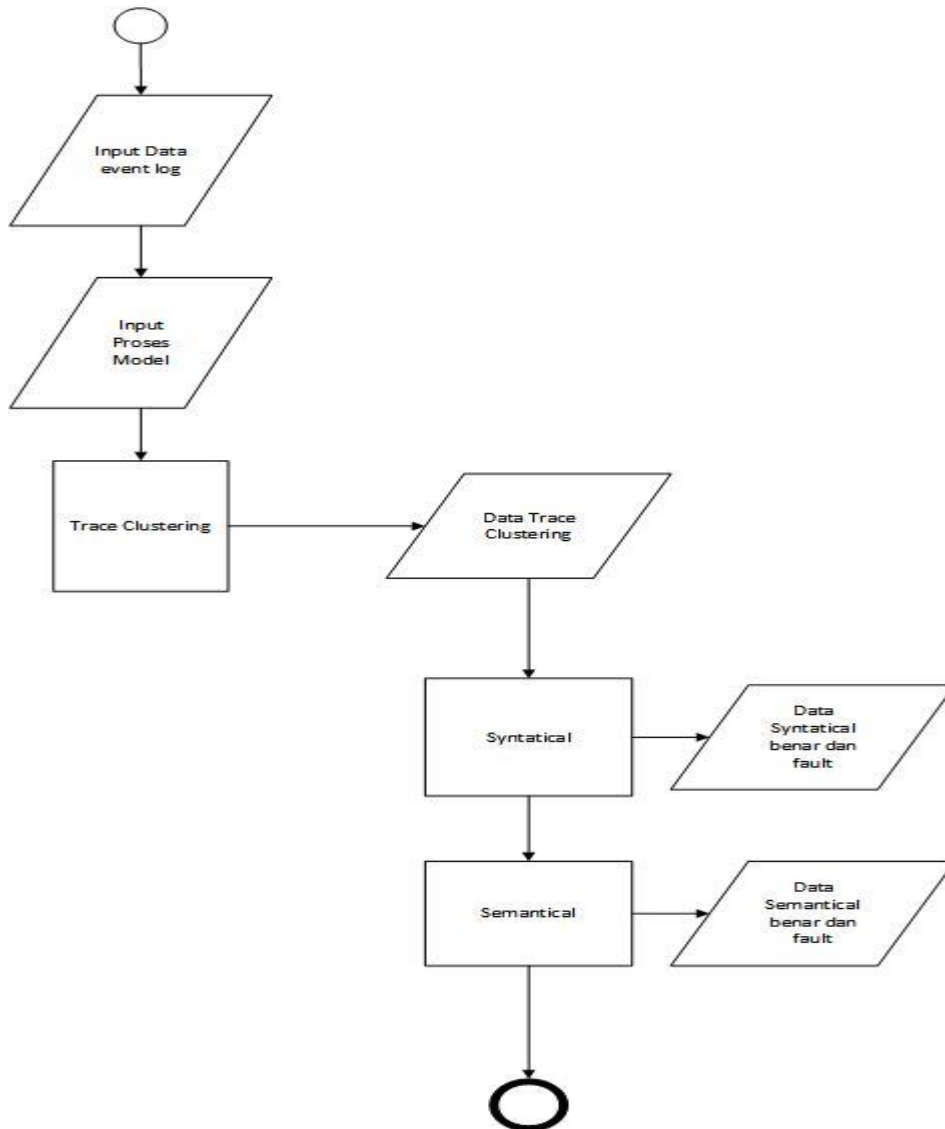 Input Data
event log
Input
Proses
Model
Trace Clustering
Data Trace
Clustering
Syntatical
Data
Syntatical
benar dan
fault
Semantical
Data
Semantical
benar dan
fault